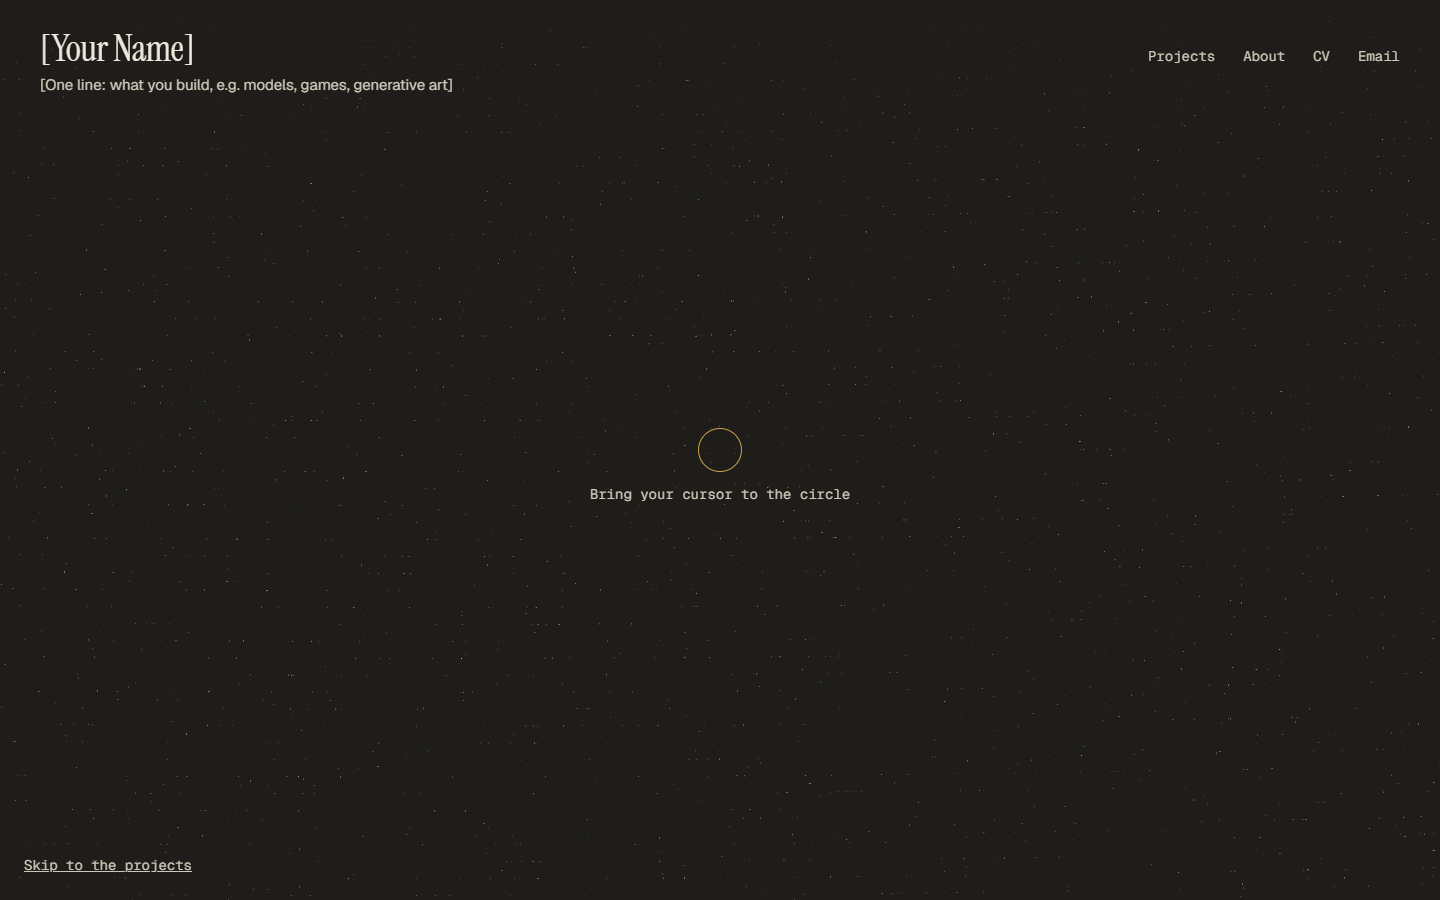 [Your Name]
[One line: what you build, e.g. models, games, generative art]
Projects About CV Email
Bring your cursor to the circle
Skip to the projects